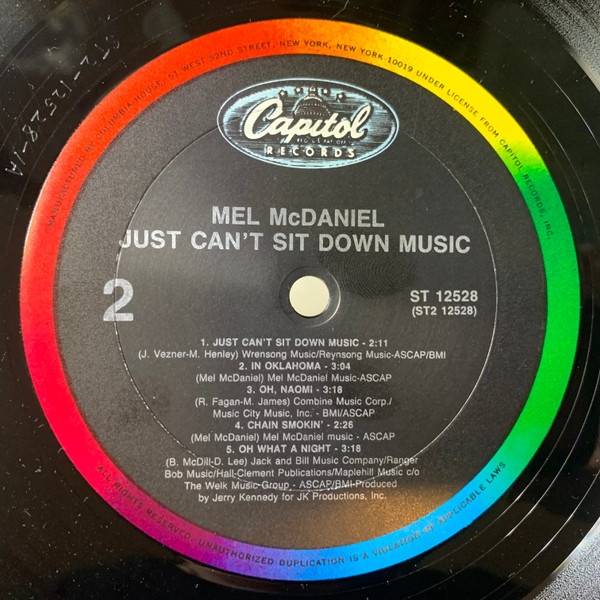 ST2-12528-1A
MANUFACTURED BY COLUMBIA HOUSE, 51 WEST 52ND STREET, NEW YORK, NEW YORK 10019 UNDER LICENSE FROM CAPITOL RECORDS, INC.
Capitol
RECORDS
MEL McDANIEL
JUST CAN'T SIT DOWN MUSIC
2
ST 12528
(ST2 12528)
1. JUST CAN'T SIT DOWN MUSIC - 2:11
(J. Vezner-M. Henley) Wrensong Music/Reynsong Music-ASCAP/BMI
2. IN OKLAHOMA - 3:04
(Mel McDaniel) Mel McDaniel Music-ASCAP
3. OH, NAOMI - 3:18
(R. Fagan-M. James) Combine Music Corp./
Music City Music, Inc. - BMI/ASCAP
4. CHAIN SMOKIN' - 2:26
(Mel McDaniel) Mel McDaniel music - ASCAP
5. OH WHAT A NIGHT - 3:18
(B. McDill-D. Lee) Jack and Bill Music Company/Ranger
Bob Music/Hall-Clement Publications/Maplehill Music c/o
The Welk Music Group - ASCAP/BMI-Produced
by Jerry Kennedy for JK Productions, Inc.
ALL RIGHTS RESERVED. UNAUTHORIZED DUPLICATION IS A VIOLATION OF APPLICABLE LAWS